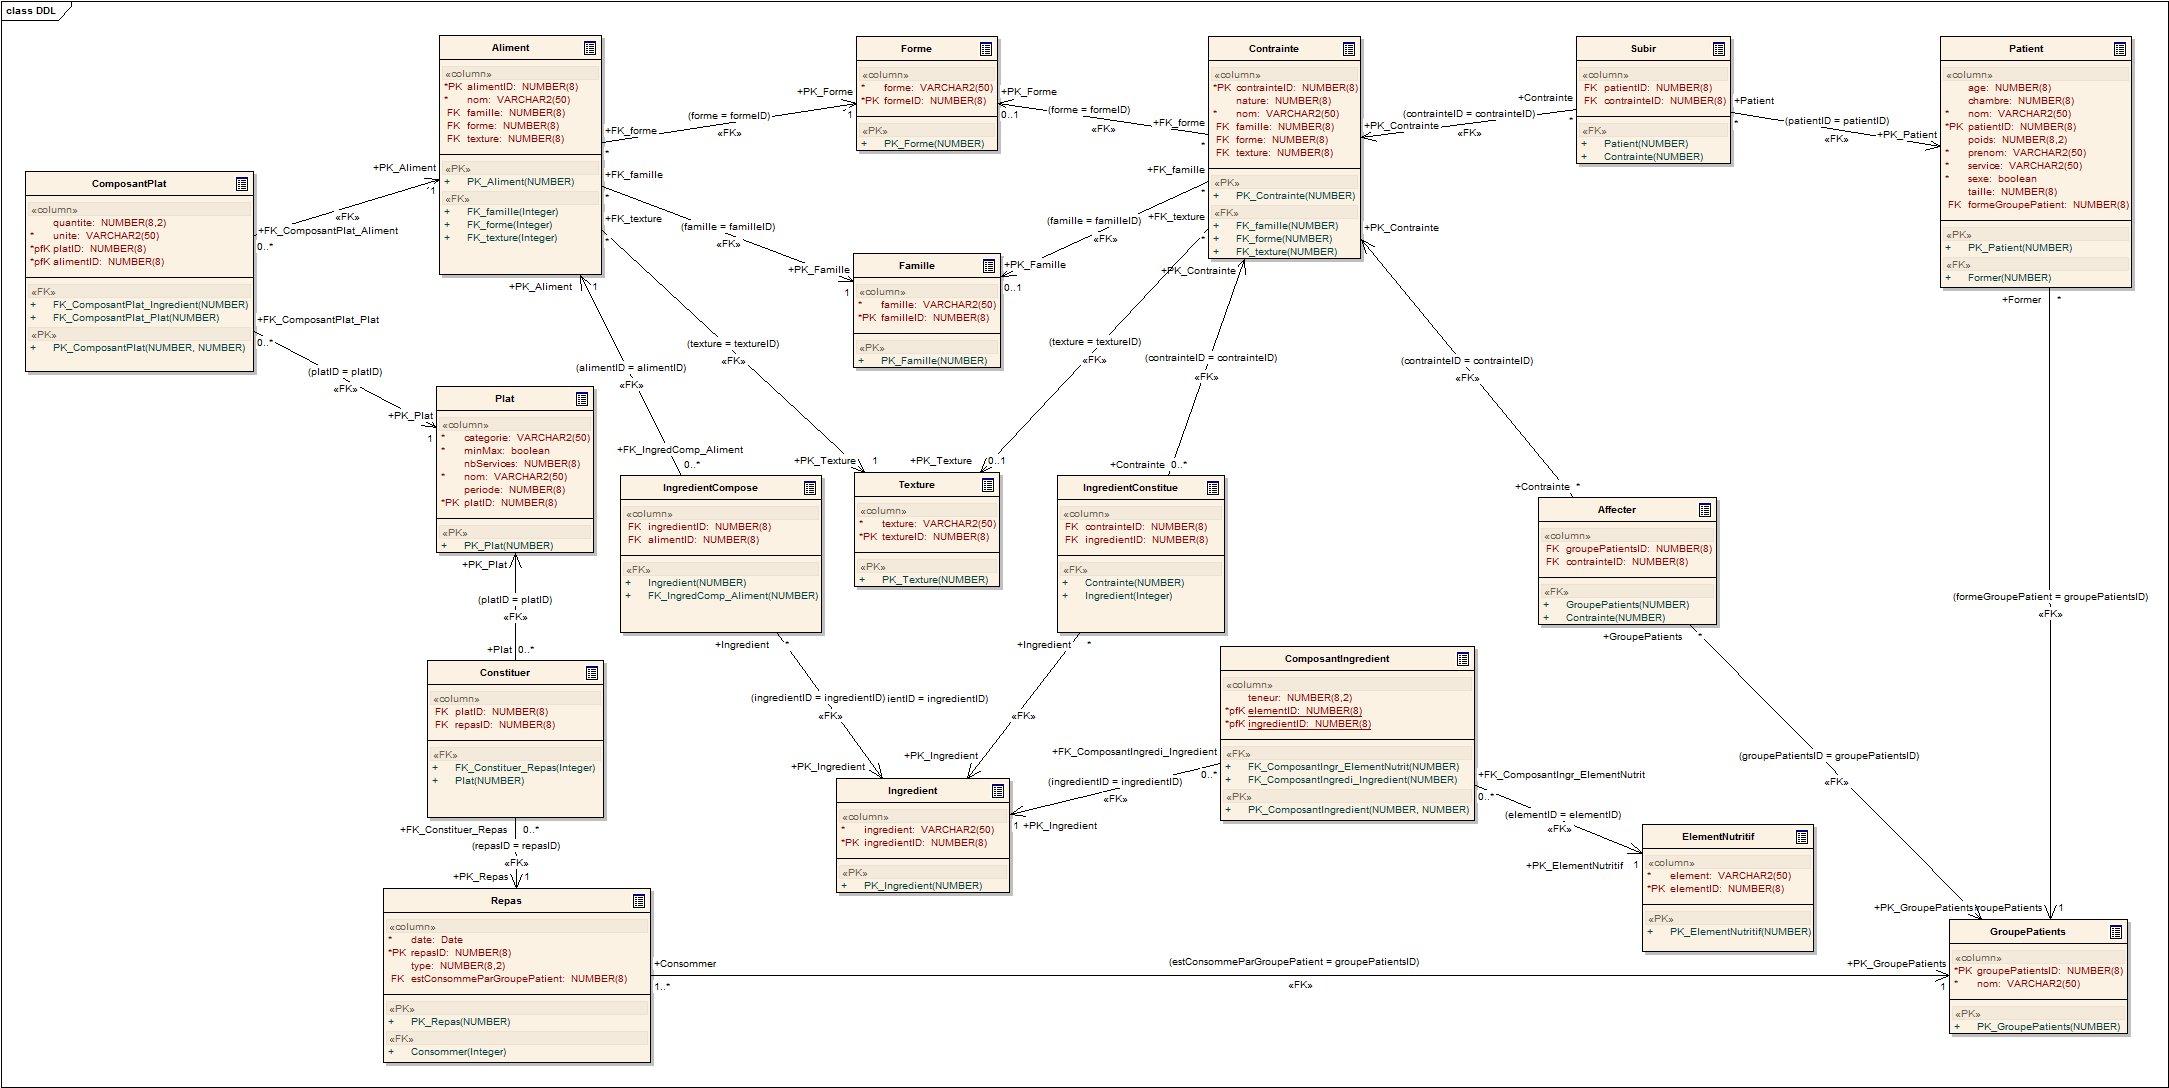 class DDL
Aliment
«column»
*PK alimentID: NUMBER(8)
* nom: VARCHAR2(50)
FK famille: NUMBER(8)
FK forme: NUMBER(8)
FK texture: NUMBER(8)
«PK»
+ PK_Aliment(NUMBER)
«FK»
+ FK_famille(Integer)
+ FK_forme(Integer)
+ FK_texture(Integer)
Forme
«column»
* forme: VARCHAR2(50)
*PK formeID: NUMBER(8)
«PK»
+ PK_Forme(NUMBER)
Contrainte
«column»
*PK contrainteID: NUMBER(8)
nature: NUMBER(8)
* nom: VARCHAR2(50)
FK famille: NUMBER(8)
FK forme: NUMBER(8)
FK texture: NUMBER(8)
«PK»
+ PK_Contrainte(NUMBER)
«FK»
+ FK_famille(NUMBER)
+ FK_forme(NUMBER)
+ FK_texture(NUMBER)
Subir
«column»
FK patientID: NUMBER(8)
FK contrainteID: NUMBER(8)
«FK»
+ Patient(NUMBER)
+ Contrainte(NUMBER)
Patient
«column»
age: NUMBER(8)
chambre: NUMBER(8)
* nom: VARCHAR2(50)
*PK patientID: NUMBER(8)
poids: NUMBER(8,2)
* prenom: VARCHAR2(50)
* service: VARCHAR2(50)
* sexe: boolean
taille: NUMBER(8)
FK formeGroupePatient: NUMBER(8)
«PK»
+ PK_Patient(NUMBER)
«FK»
+ Former(NUMBER)
+PK_Forme
1
(forme = formeID)
«FK»
+FK_forme
*
+PK_Forme
0..1
(forme = formeID)
«FK»
+FK_forme
*
+Contrainte
*
(contrainteID = contrainteID)
«FK»
+PK_Contrainte
+Patient
*
(patientID = patientID)
«FK»
+PK_Patient
ComposantPlat
«column»
quantite: NUMBER(8,2)
* unite: VARCHAR2(50)
*pfK platID: NUMBER(8)
*pfK alimentID: NUMBER(8)
«FK»
+ FK_ComposantPlat_Ingredient(NUMBER)
+ FK_ComposantPlat_Plat(NUMBER)
«PK»
+ PK_ComposantPlat(NUMBER, NUMBER)
+PK_Aliment
1
«FK»
+FK_ComposantPlat_Aliment
0..*
+FK_famille
*
(famille = familleID)
«FK»
+PK_Famille
1
+FK_texture
*
(texture = textureID)
«FK»
+PK_Texture
1
Famille
«column»
* famille: VARCHAR2(50)
*PK familleID: NUMBER(8)
«PK»
+ PK_Famille(NUMBER)
+FK_famille
*
(famille = familleID)
«FK»
+PK_Famille
0..1
+FK_texture
*
(texture = textureID)
«FK»
+PK_Texture
0..1
+PK_Contrainte
(contrainteID = contrainteID)
«FK»
+Contrainte
0..*
+PK_Contrainte
(contrainteID = contrainteID)
«FK»
+Contrainte
*
+Former
*
(formeGroupePatient = groupePatientsID)
«FK»
roupePatients
1
+FK_ComposantPlat_Plat
0..*
(platID = platID)
«FK»
+PK_Plat
1
+PK_Aliment
1
(alimentID = alimentID)
«FK»
+FK_IngredComp_Aliment
0..*
Plat
«column»
* categorie: VARCHAR2(50)
* minMax: boolean
nbServices: NUMBER(8)
* nom: VARCHAR2(50)
periode: NUMBER(8)
*PK platID: NUMBER(8)
«PK»
+ PK_Plat(NUMBER)
IngredientCompose
«column»
FK ingredientID: NUMBER(8)
FK alimentID: NUMBER(8)
«FK»
+ Ingredient(NUMBER)
+ FK_IngredComp_Aliment(NUMBER)
Texture
«column»
* texture: VARCHAR2(50)
*PK textureID: NUMBER(8)
«PK»
+ PK_Texture(NUMBER)
IngredientConstitue
«column»
FK contrainteID: NUMBER(8)
FK ingredientID: NUMBER(8)
«FK»
+ Contrainte(NUMBER)
+ Ingredient(Integer)
Affecter
«column»
FK groupePatientsID: NUMBER(8)
FK contrainteID: NUMBER(8)
«FK»
+ GroupePatients(NUMBER)
+ Contrainte(NUMBER)
+PK_Plat
(platID = platID)
«FK»
+Plat
0..*
Constituer
«column»
FK platID: NUMBER(8)
FK repasID: NUMBER(8)
«FK»
+ FK_Constituer_Repas(Integer)
+ Plat(NUMBER)
+Ingredient
*
(ingredientID = ingredientID)
«FK»
+PK_Ingredient
+Ingredient
*
ientID = ingredientID)
«FK»
+PK_Ingredient
ComposantIngredient
«column»
teneur: NUMBER(8,2)
*pfK elementID: NUMBER(8)
*pfK ingredientID: NUMBER(8)
«FK»
+ FK_ComposantIngr_ElementNutrit(NUMBER)
+ FK_ComposantIngredi_Ingredient(NUMBER)
«PK»
+ PK_ComposantIngredient(NUMBER, NUMBER)
+GroupePatients
*
(groupePatientsID = groupePatientsID)
«FK»
+PK_GroupePatients
+FK_ComposantIngredi_Ingredient
0..*
(ingredientID = ingredientID)
«FK»
1
+PK_Ingredient
+FK_ComposantIngr_ElementNutrit
0..*
(elementID = elementID)
«FK»
+PK_ElementNutritif
1
Ingredient
«column»
* ingredient: VARCHAR2(50)
*PK ingredientID: NUMBER(8)
«PK»
+ PK_Ingredient(NUMBER)
ElementNutritif
«column»
* element: VARCHAR2(50)
*PK elementID: NUMBER(8)
«PK»
+ PK_ElementNutritif(NUMBER)
+FK_Constituer_Repas
0..*
(repasID = repasID)
«FK»
+PK_Repas
1
Repas
«column»
* date: Date
*PK repasID: NUMBER(8)
type: NUMBER(8,2)
FK estConsommeParGroupePatient: NUMBER(8)
«PK»
+ PK_Repas(NUMBER)
«FK»
+ Consommer(Integer)
+Consommer
1..*
(estConsommeParGroupePatient = groupePatientsID)
«FK»
+PK_GroupePatients
1
GroupePatients
«column»
*PK groupePatientsID: NUMBER(8)
* nom: VARCHAR2(50)
«PK»
+ PK_GroupePatients(NUMBER)